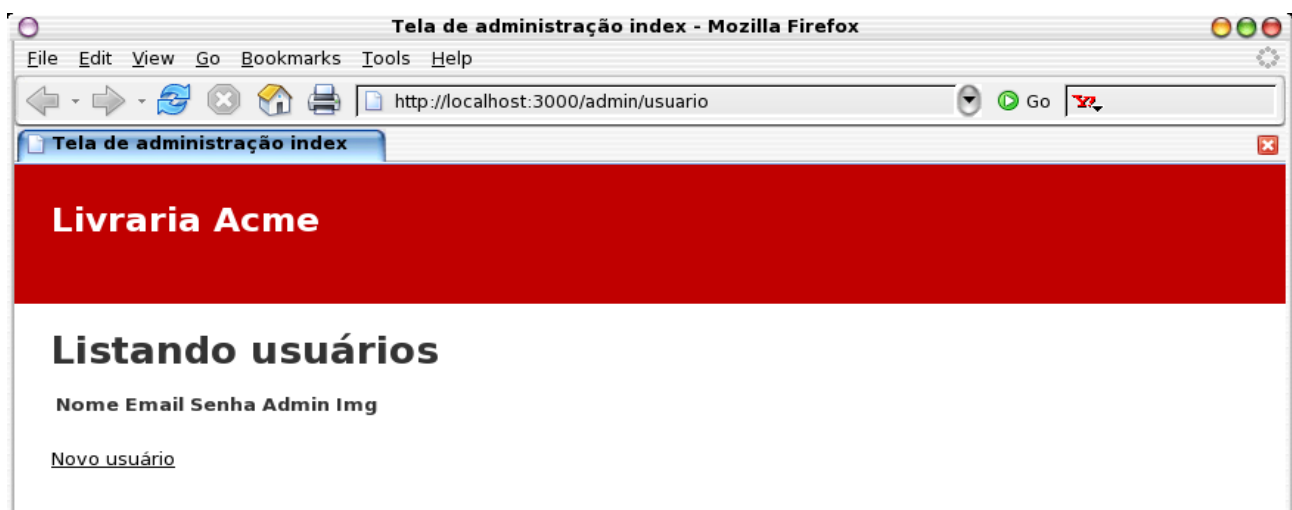 Tela de administração index - Mozilla Firefox
File Edit View Go Bookmarks Tools Help
http://localhost:3000/admin/usuario Go Y!
Tela de administração index
Livraria Acme
Listando usuários
Nome Email Senha Admin Img
Novo usuário